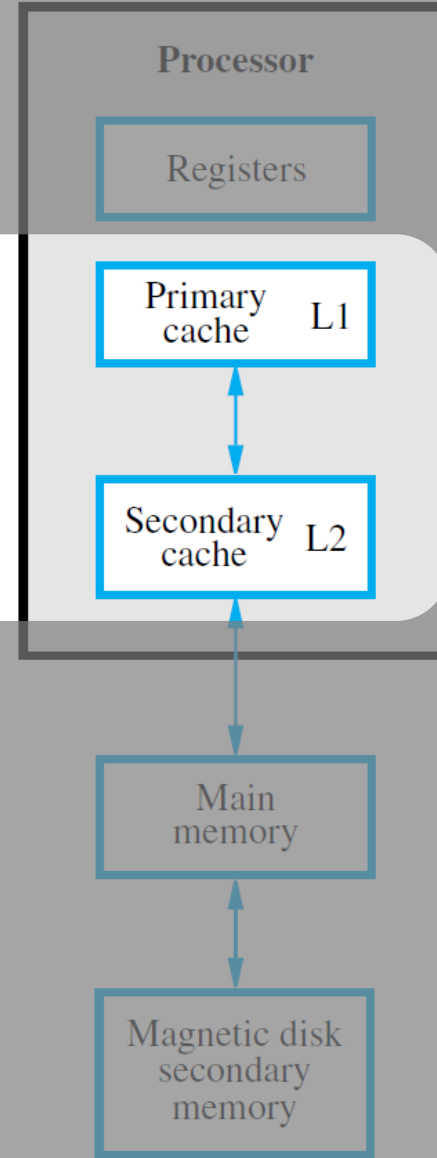 Processor
Registers
Primary
cache L1
Secondary
cache L2
Main
memory
Magnetic disk
secondary
memory